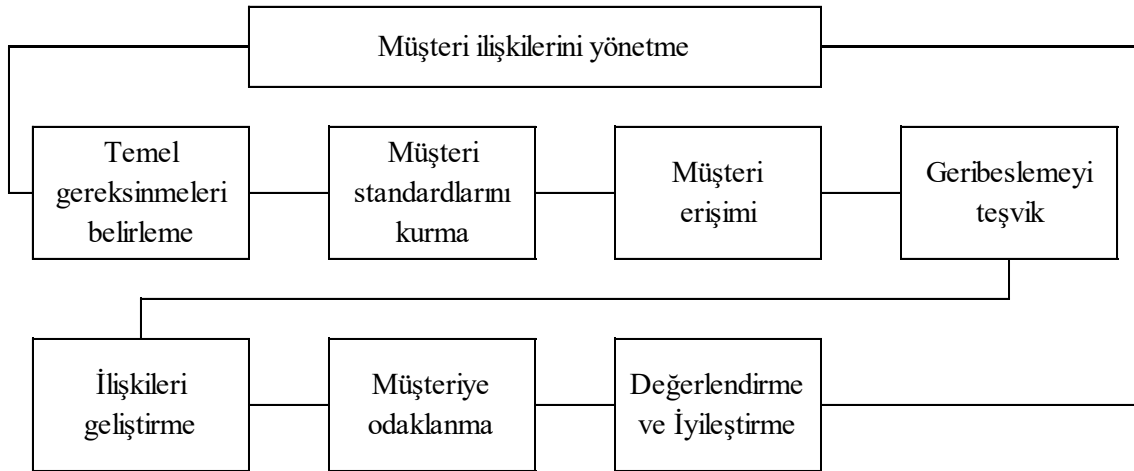 Müşteri ilişkilerini yönetme
Temel
gereksinmeleri
belirleme
Müşteri
standardlarını
kurma
Müşteri
erişimi
Geribeslemeyi
teşvik
İlişkileri
geliştirme
Müşteriye
odaklanma
Değerlendirme
ve İyileştirme